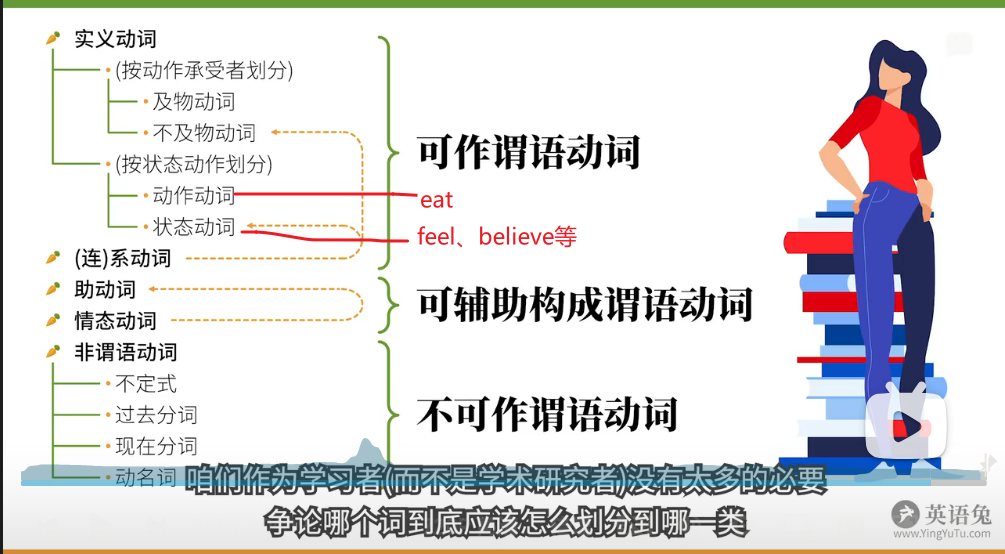 实义动词
(按动作承受者划分)
及物动词
不及物动词
(按状态动作划分)
动作动词
状态动词
(连)系动词
助动词
情态动词
非谓语动词
不定式
过去分词
现在分词
动名词
可作谓语动词
eat
feel、believe等
可辅助构成谓语动词
不可作谓语动词
咱们作为学习者(而不是学术研究者)没有太多的必要
争论哪个词到底应该怎么划分到哪一类
英语兔
www.YingYuTu.com